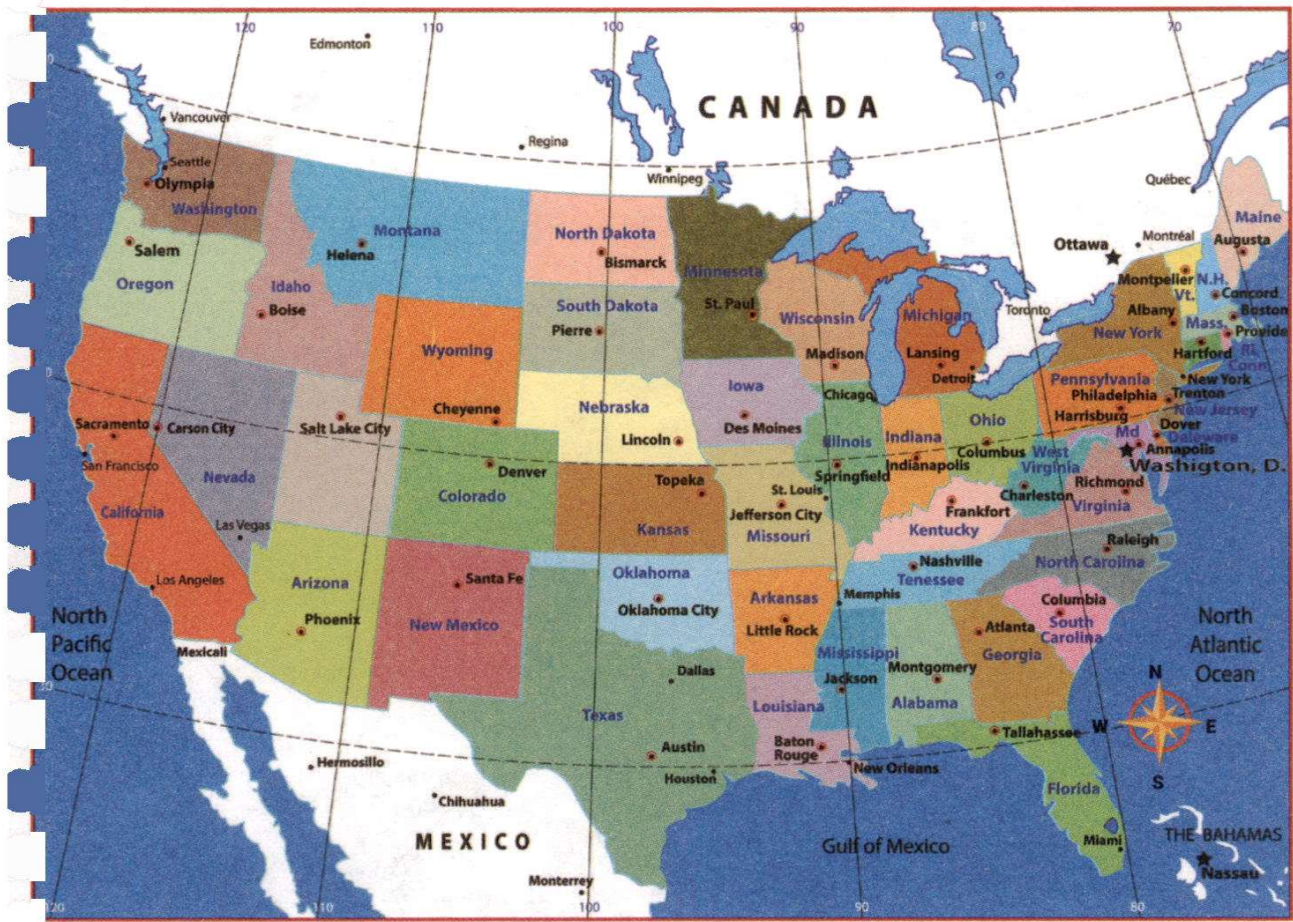 120
110
100
90
80
70
Edmonton
CANADA
Vancouver
Regina
Winnipeg
Québec
Seattle
Olympia
Washington
Montana
Helena
North Dakota
Bismarck
Minnesota
St. Paul
Ottawa
Montréal
Maine
Augusta
Salem
Oregon
Idaho
Boise
South Dakota
Pierre
Wisconsin
Madison
Michigan
Lansing
Detroit
Toronto
Montpelier
Vt.
N.H.
Concord
Albany
New York
Mass.
Boston
Provide
Hartford
RI.
Conn
Wyoming
Cheyenne
Nebraska
Lincoln
Iowa
Des Moines
Chicago
Illinois
Springfield
Indiana
Indianapolis
Ohio
Columbus
Pennsylvania
Philadelphia
Harrisburg
New York
Trenton
New Jersey
Dover
Delaware
Md
Annapolis
Washigton, D.
Sacramento
Carson City
Salt Lake City
San Francisco
Nevada
California
Las Vegas
Los Angeles
Denver
Colorado
Topeka
Kansas
St. Louis
Jefferson City
Missouri
West
Virginia
Charleston
Richmond
Virginia
Frankfort
Kentucky
Raleigh
North Carolina
Nashville
Tenessee
Memphis
Arizona
Phoenix
Santa Fe
New Mexico
Oklahoma
Oklahoma City
Arkansas
Little Rock
Columbia
South
Carolina
Atlanta
Georgia
Mississippi
Jackson
Montgomery
Alabama
North
Pacific
Ocean
Mexicali
Dallas
Texas
Austin
Houston
Louisiana
Baton
Rouge
New Orleans
Tallahassee
Florida
Miami
North
Atlantic
Ocean
N
W
E
S
Hermosillo
Chihuahua
MEXICO
Monterrey
Gulf of Mexico
THE BAHAMAS
Nassau
120
110
100
90
80